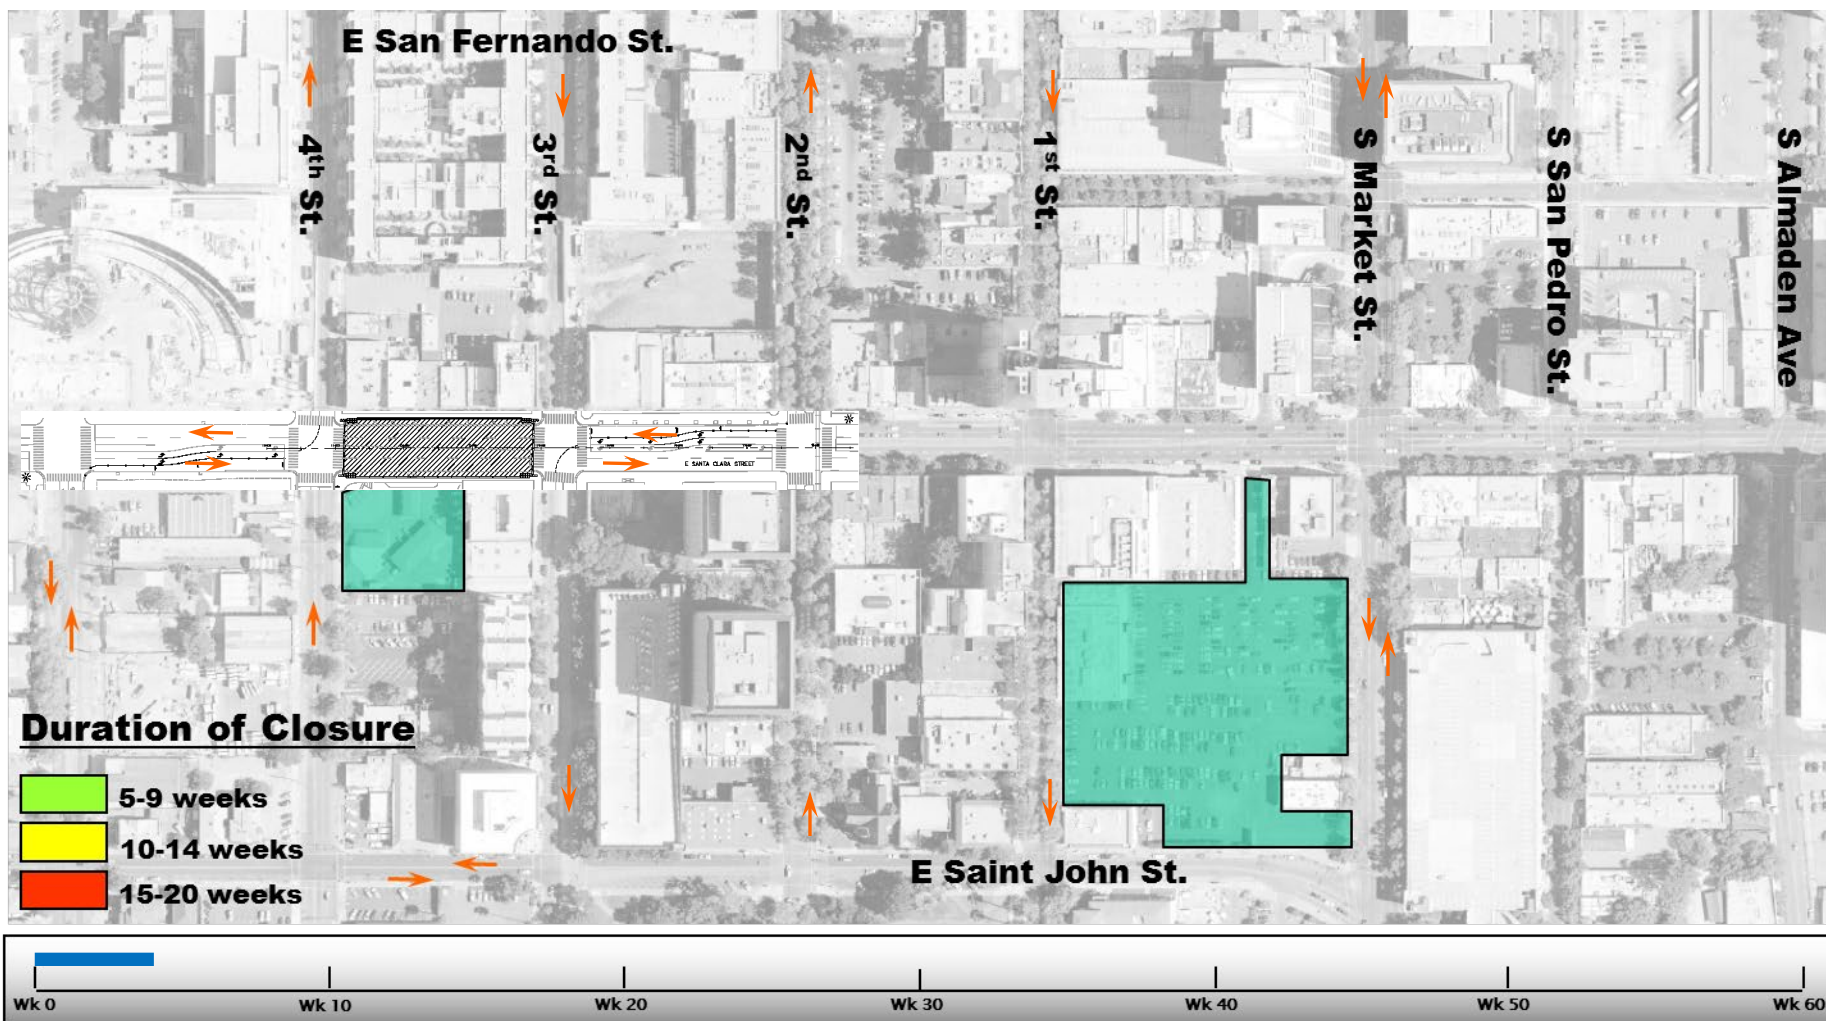 E San Fernando St.
4th St.
3rd St.
2nd St.
1st St.
S Market St.
S San Pedro St.
S Almaden Ave
E SANTA CLARA STREET
Duration of Closure
5-9 weeks
10-14 weeks
15-20 weeks
E Saint John St.
Wk 0
Wk 10
Wk 20
Wk 30
Wk 40
Wk 50
Wk 60